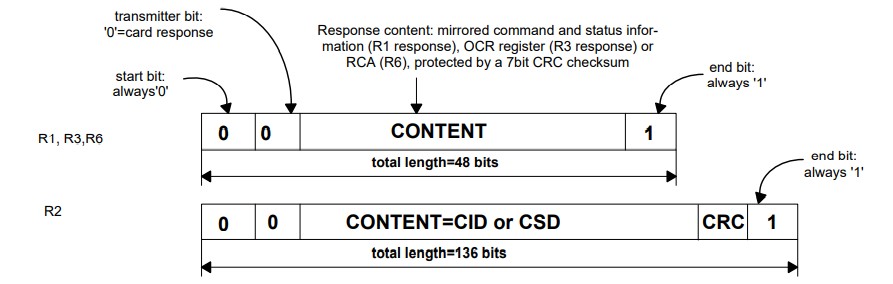 transmitter bit:
'0'=card response
Response content: mirrored command and status infor-
mation (R1 response), OCR register (R3 response) or
RCA (R6), protected by a 7bit CRC checksum
start bit:
always'0'
end bit:
always '1'
R1, R3,R6
0 0 CONTENT 1
total length=48 bits
end bit:
always '1'
R2
0 0 CONTENT=CID or CSD CRC 1
total length=136 bits